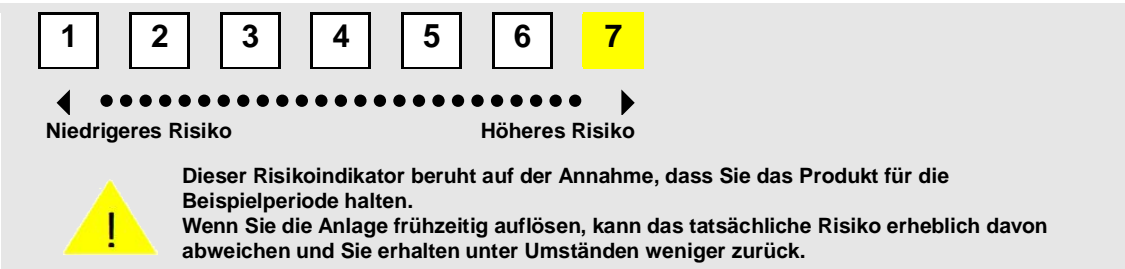 1 2 3 4 5 6 7
Niedrigeres Risiko Höheres Risiko
Dieser Risikoindikator beruht auf der Annahme, dass Sie das Produkt für die
Beispielperiode halten.
Wenn Sie die Anlage frühzeitig auflösen, kann das tatsächliche Risiko erheblich davon
abweichen und Sie erhalten unter Umständen weniger zurück.
!